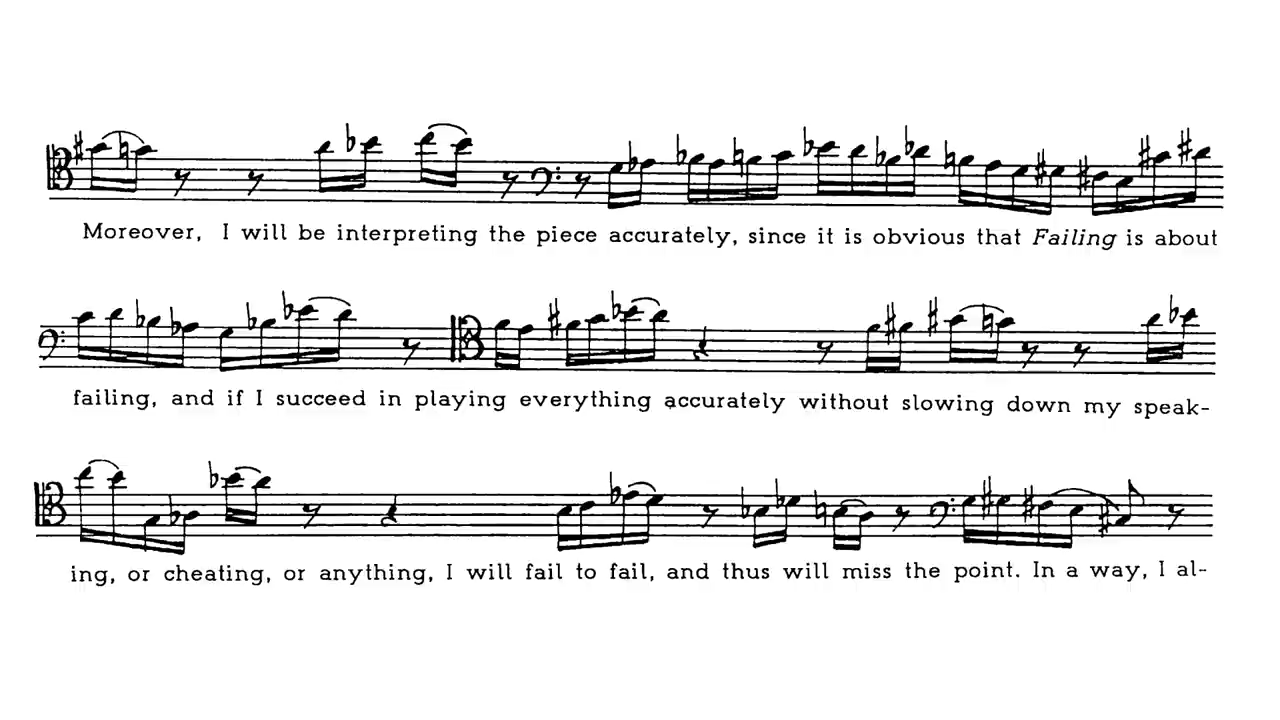 Moreover, I will be interpreting the piece accurately, since it is obvious that Failing is about
failing, and if I succeed in playing everything accurately without slowing down my speak-
ing, or cheating, or anything, I will fail to fail, and thus will miss the point. In a way, I al-